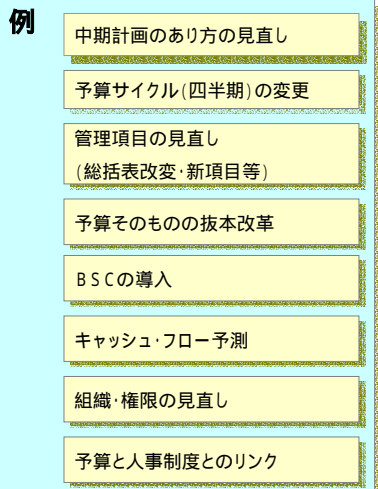 例
中期計画のあり方の見直し
予算サイクル(四半期)の変更
管理項目の見直し
(総括表改変･新項目等)
予算そのものの抜本改革
ＢＳＣの導入
キャッシュ･フロー予測
組織･権限の見直し
予算と人事制度とのリンク